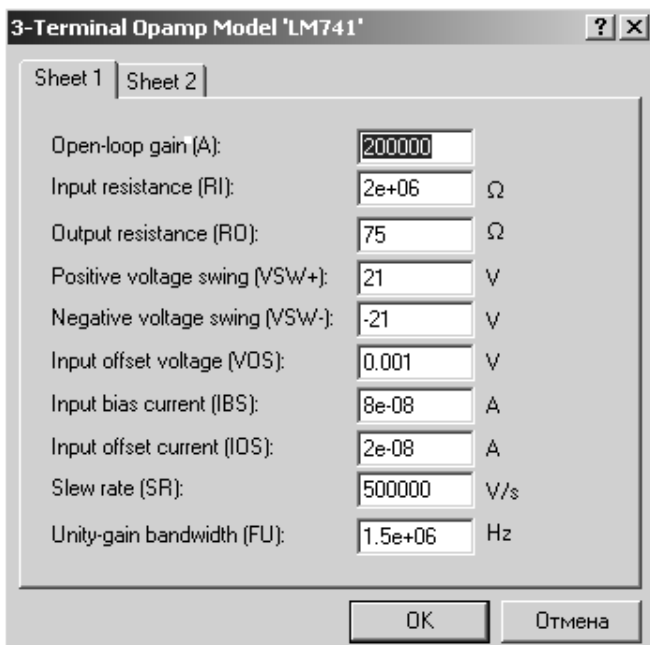 3-Terminal Opamp Model 'LM741' ? ×
Sheet 1 Sheet 2
Open-loop gain (A): 200000
Input resistance (RI): 2e+06 Ω
Output resistance (RO): 75 Ω
Positive voltage swing (VSW+): 21 V
Negative voltage swing (VSW-): -21 V
Input offset voltage (VOS): 0.001 V
Input bias current (IBS): 8e-08 A
Input offset current (IOS): 2e-08 A
Slew rate (SR): 500000 V/s
Unity-gain bandwidth (FU): 1.5e+06 Hz
OK Отмена